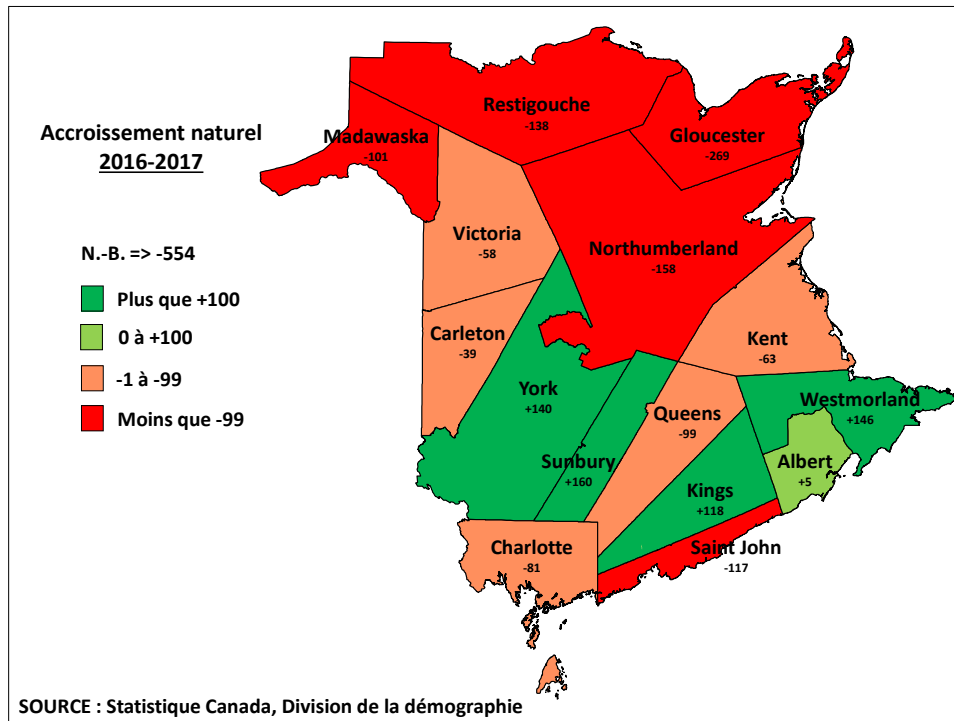 Accroissement naturel
2016-2017
N.-B. => -554
Plus que +100
0 à +100
-1 à -99
Moins que -99
Restigouche
-138
Madawaska
-101
Gloucester
-269
Victoria
-58
Northumberland
-158
Carleton
-39
Kent
-63
York
+140
Westmorland
+146
Queens
-99
Sunbury
+160
Albert
+5
Kings
+118
Charlotte
-81
Saint John
-117
SOURCE : Statistique Canada, Division de la démographie